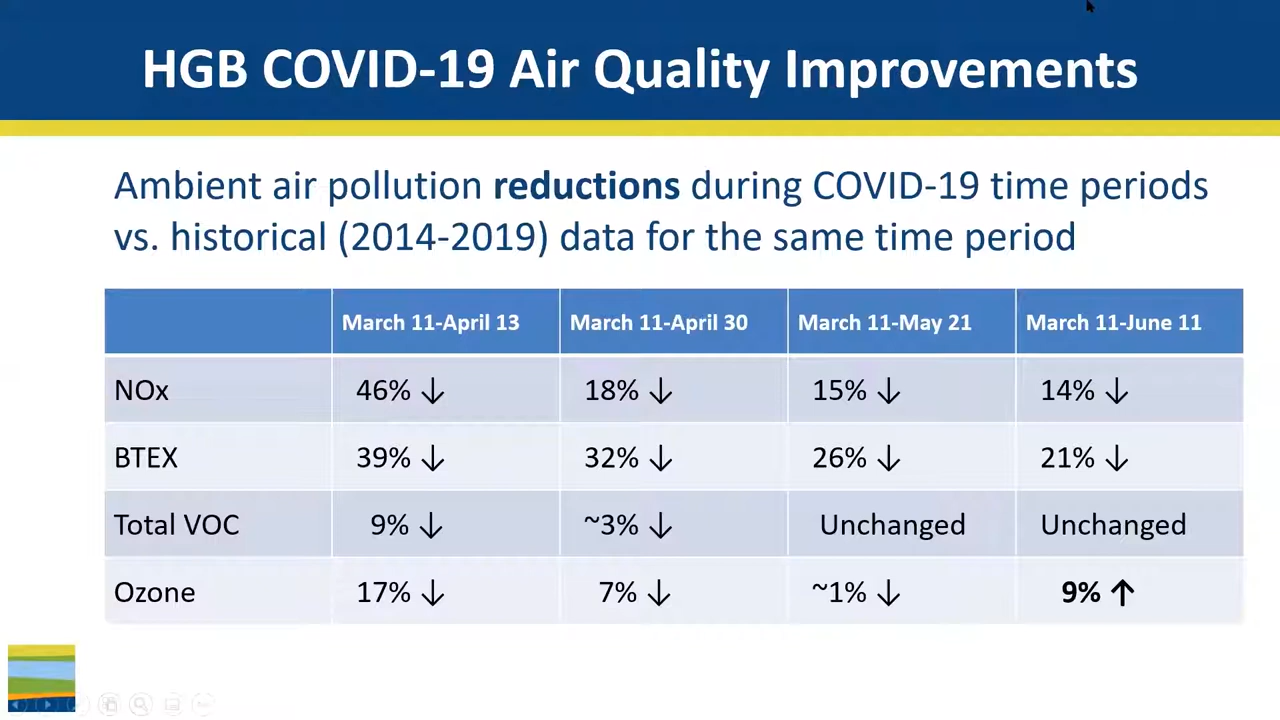 HGB COVID-19 Air Quality Improvements
Ambient air pollution reductions during COVID-19 time periods
vs. historical (2014-2019) data for the same time period
March 11-April 13 March 11-April 30 March 11-May 21 March 11-June 11
NOx 46% ↓ 18% ↓ 15% ↓ 14% ↓
BTEX 39% ↓ 32% ↓ 26% ↓ 21% ↓
Total VOC 9% ↓ ~3% ↓ Unchanged Unchanged
Ozone 17% ↓ 7% ↓ ~1% ↓ 9% ↑